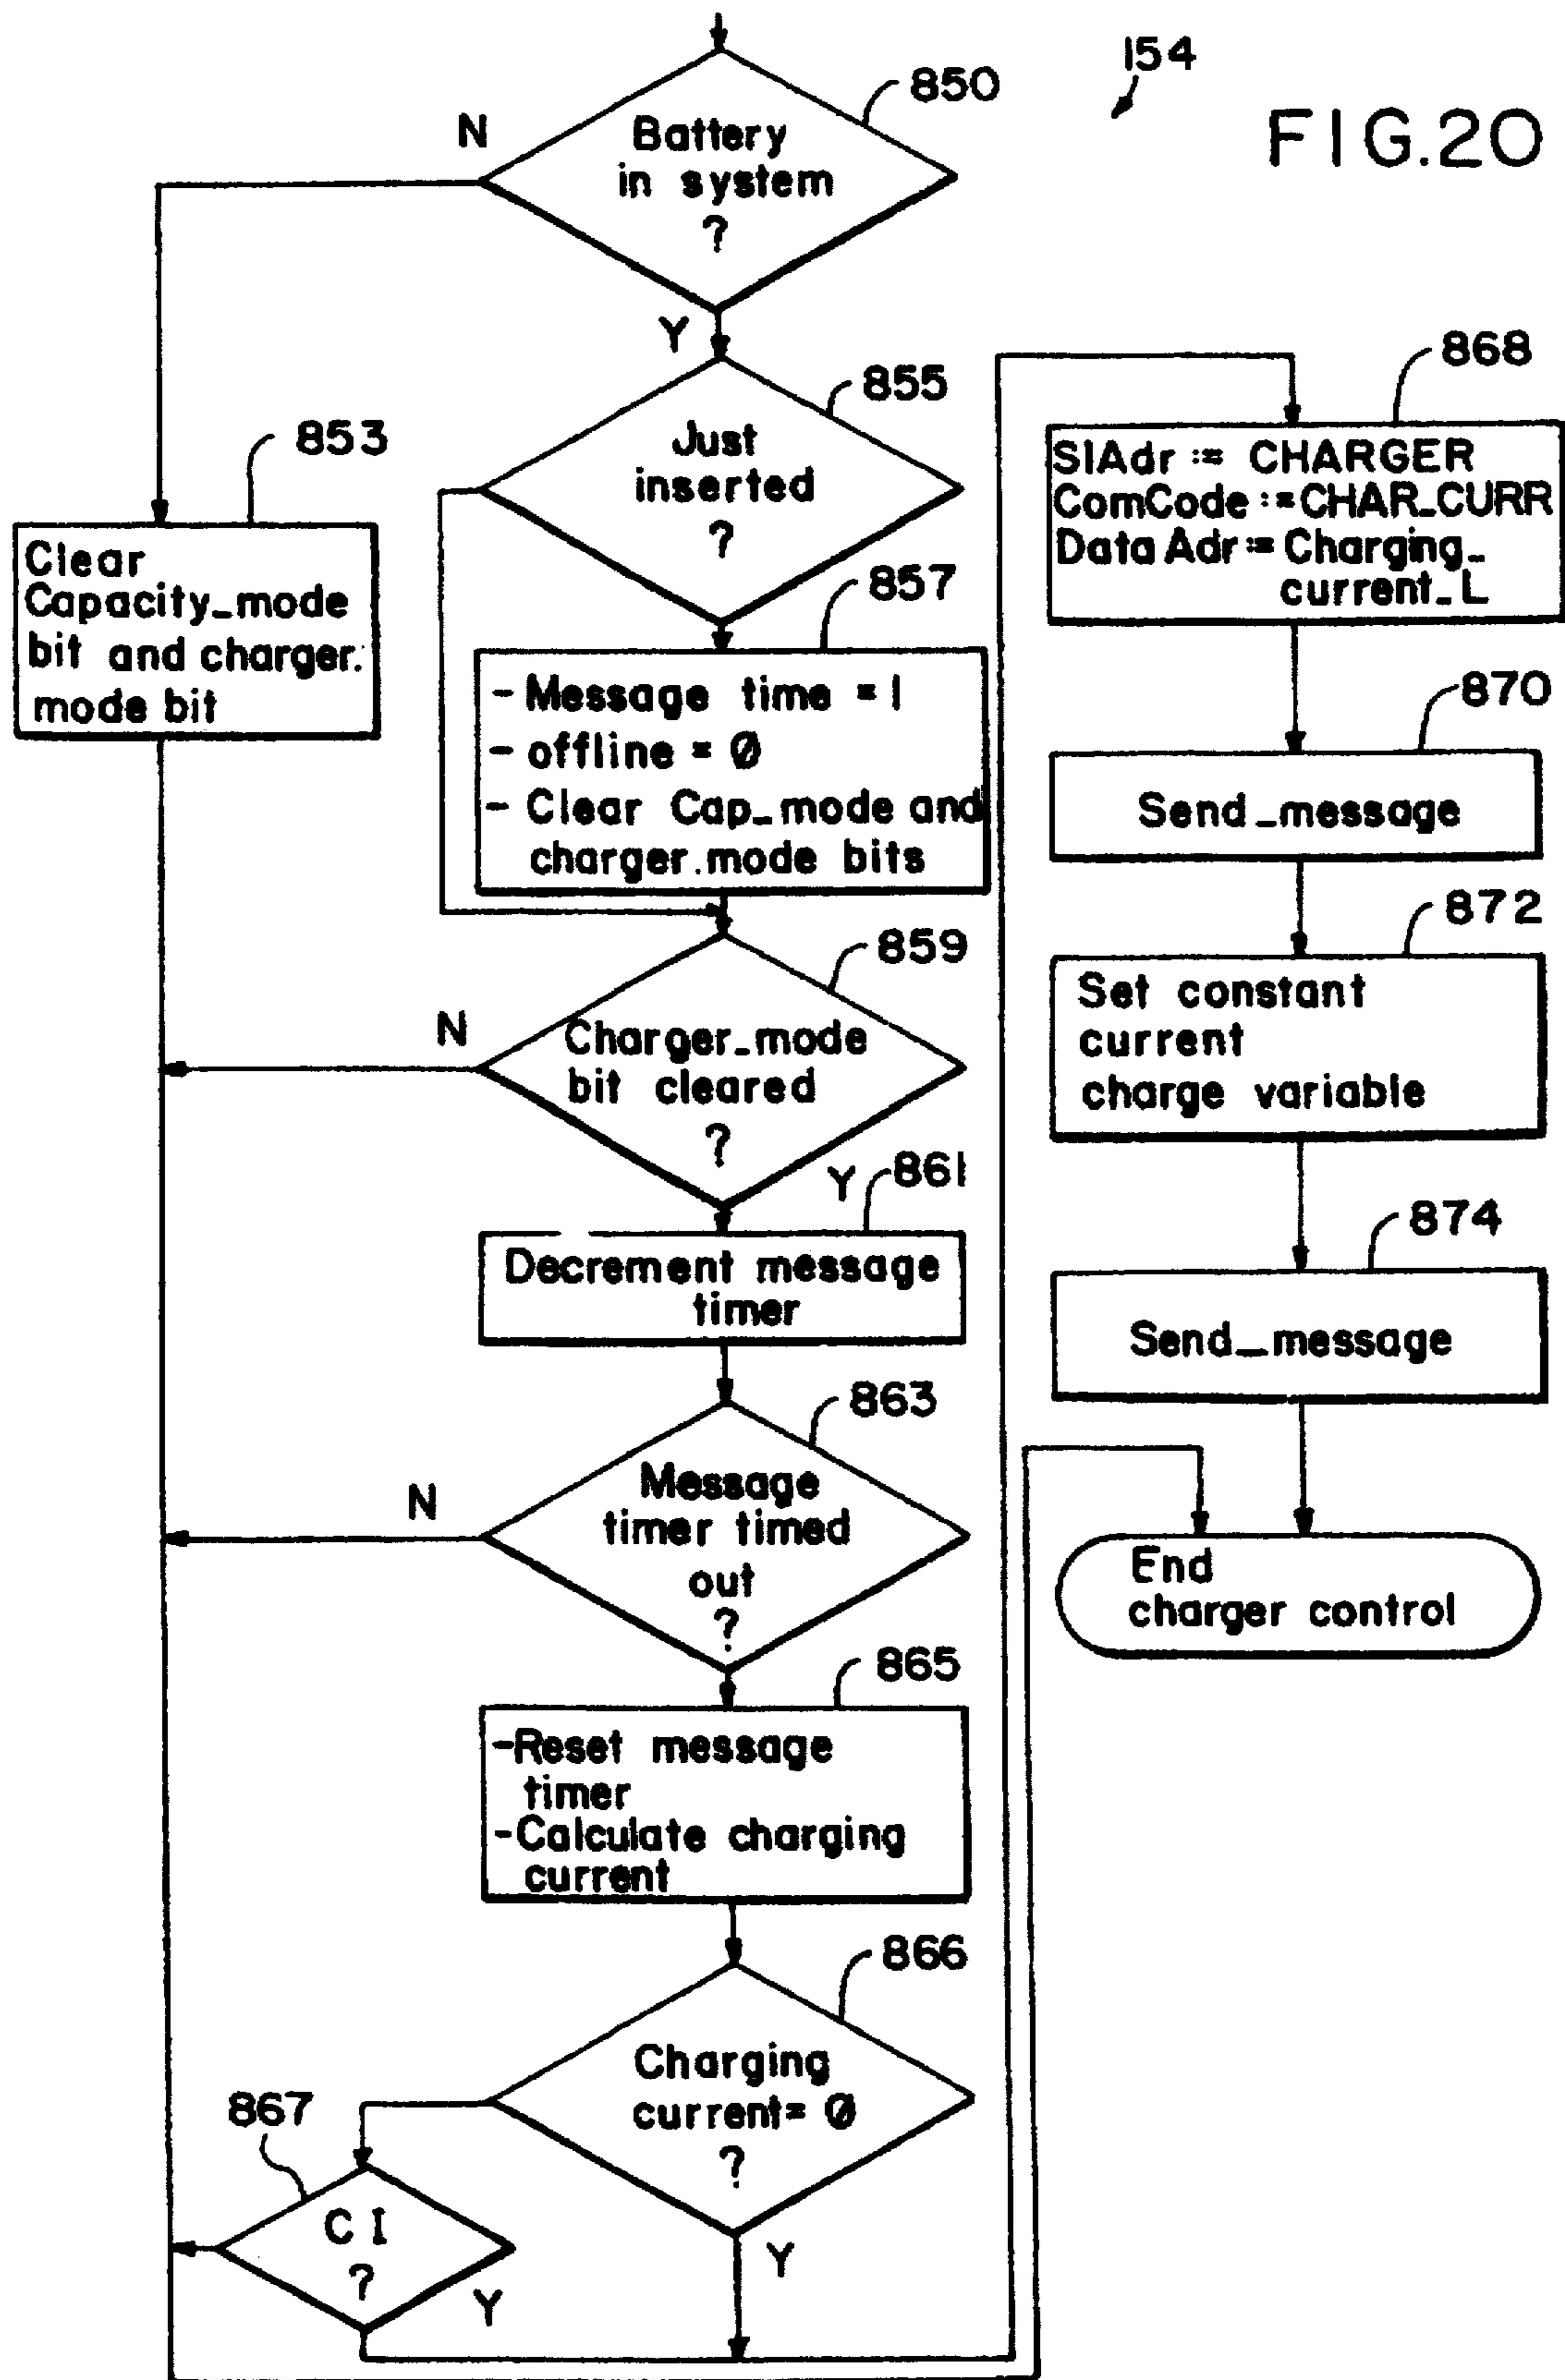 154
FIG.20
850
N
Battery
in system
?
Y
855
Just
inserted
?
853
Clear
Capacity_mode
bit and charger.
mode bit
857
- Message time = 1
- offline = Ø
- Clear Cap_mode and
charger.mode bits
859
N
Charger_mode
bit cleared
?
Y
861
Decrement message
timer
863
N
Message
timer timed
out
?
865
-Reset message
timer
-Calculate charging
current
866
Charging
current= Ø
?
Y
867
C I
?
Y
868
SlAdr := CHARGER
ComCode :=CHAR_CURR
Data Adr := Charging_
current_L
870
Send_message
872
Set constant
current
charge variable
874
Send_message
End
charger control